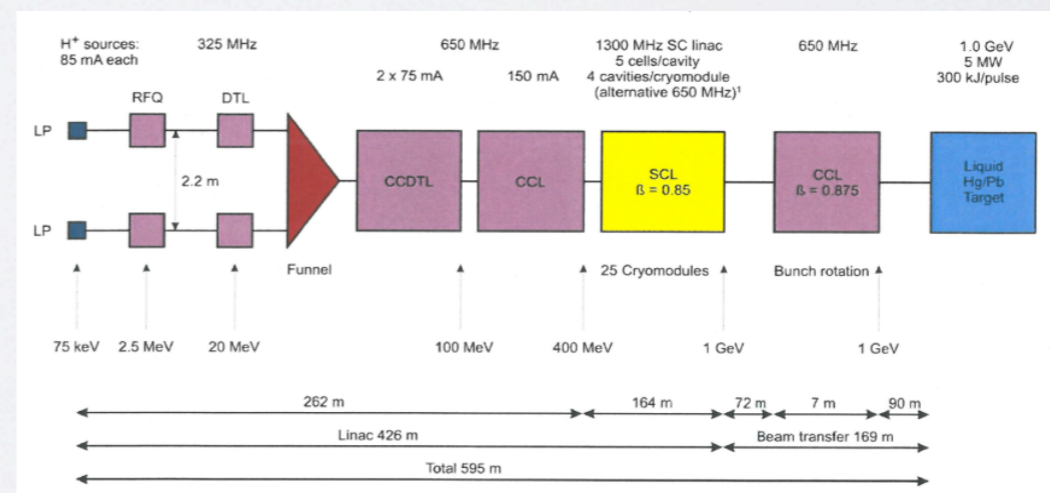 H⁺ sources:
85 mA each
325 MHz
650 MHz
2 x 75 mA
150 mA
1300 MHz SC linac
5 cells/cavity
4 cavities/cryomodule
(alternative 650 MHz)¹
650 MHz
1.0 GeV
5 MW
300 kJ/pulse
RFQ
DTL
LP
2.2 m
CCDTL
CCL
SCL
ß = 0.85
CCL
ß = 0.875
Liquid
Hg/Pb
Target
LP
Funnel
25 Cryomodules
Bunch rotation
75 keV
2.5 MeV
20 MeV
100 MeV
400 MeV
1 GeV
1 GeV
262 m
164 m
72 m
7 m
90 m
Linac 426 m
Beam transfer 169 m
Total 595 m